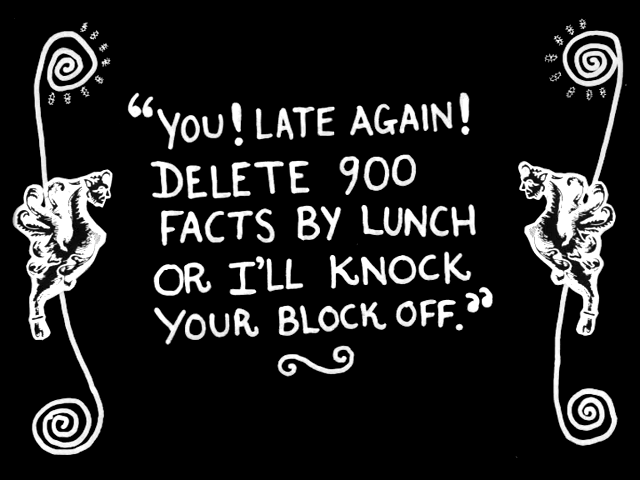 “YOU! LATE AGAIN!
DELETE 900
FACTS BY LUNCH
OR I'LL KNOCK
YOUR BLOCK OFF.”